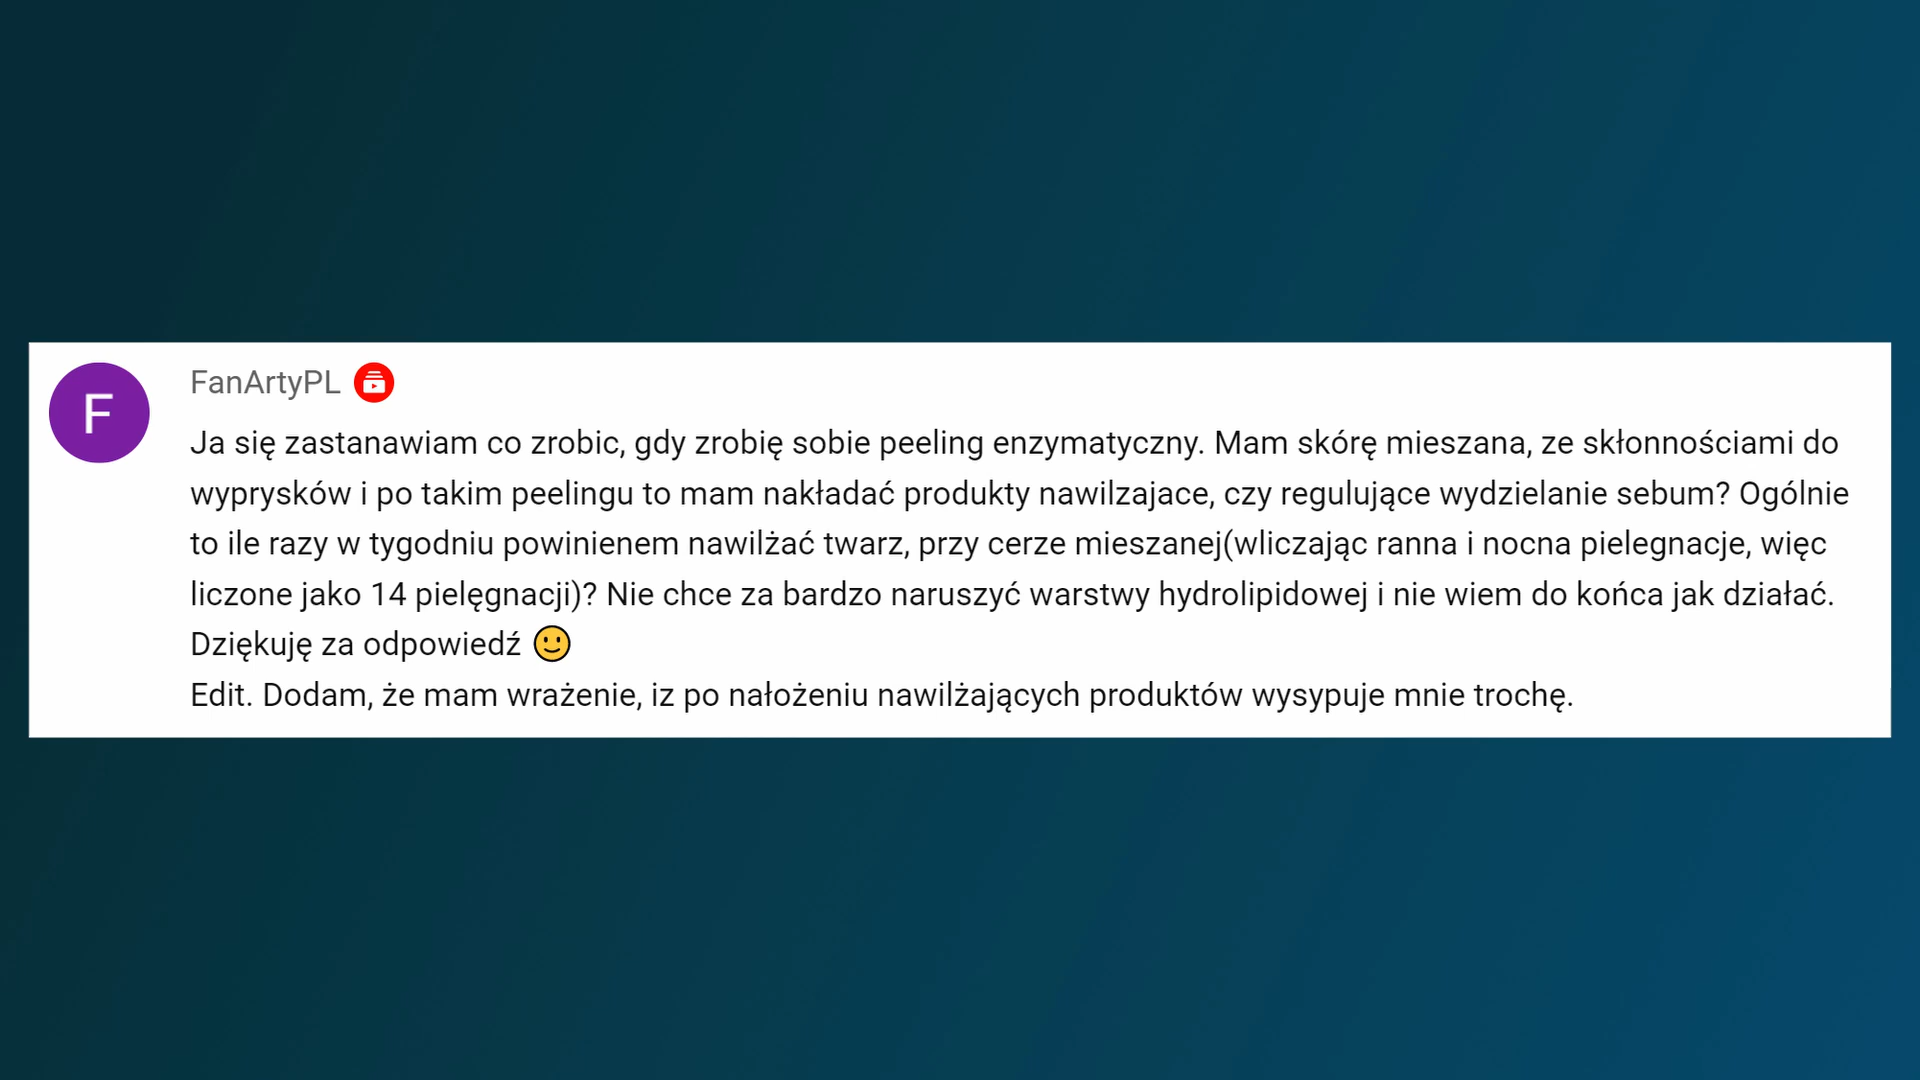 F
FanArtyPL
Ja się zastanawiam co zrobic, gdy zrobię sobie peeling enzymatyczny. Mam skórę mieszana, ze skłonnościami do
wyprysków i po takim peelingu to mam nakładać produkty nawilzajace, czy regulujące wydzielanie sebum? Ogólnie
to ile razy w tygodniu powinienem nawilżać twarz, przy cerze mieszanej(wliczając ranna i nocna pielegnacje, więc
liczone jako 14 pielęgnacji)? Nie chce za bardzo naruszyć warstwy hydrolipidowej i nie wiem do końca jak działać.
Dziękuję za odpowiedź 🙂
Edit. Dodam, że mam wrażenie, iz po nałożeniu nawilżających produktów wysypuje mnie trochę.